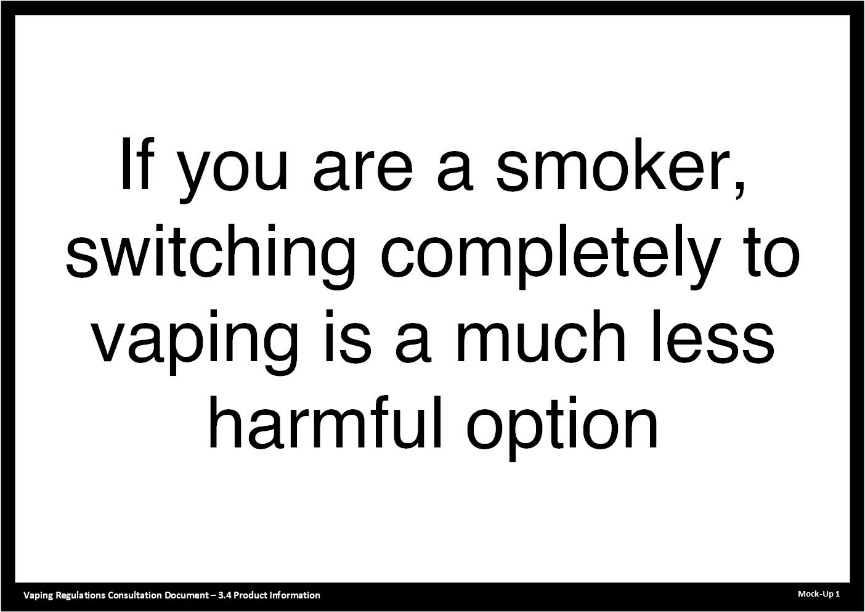 If you are a smoker,
switching completely to
vaping is a much less
harmful option
Vaping Regulations Consultation Document – 3.4 Product Information
Mock-Up 1